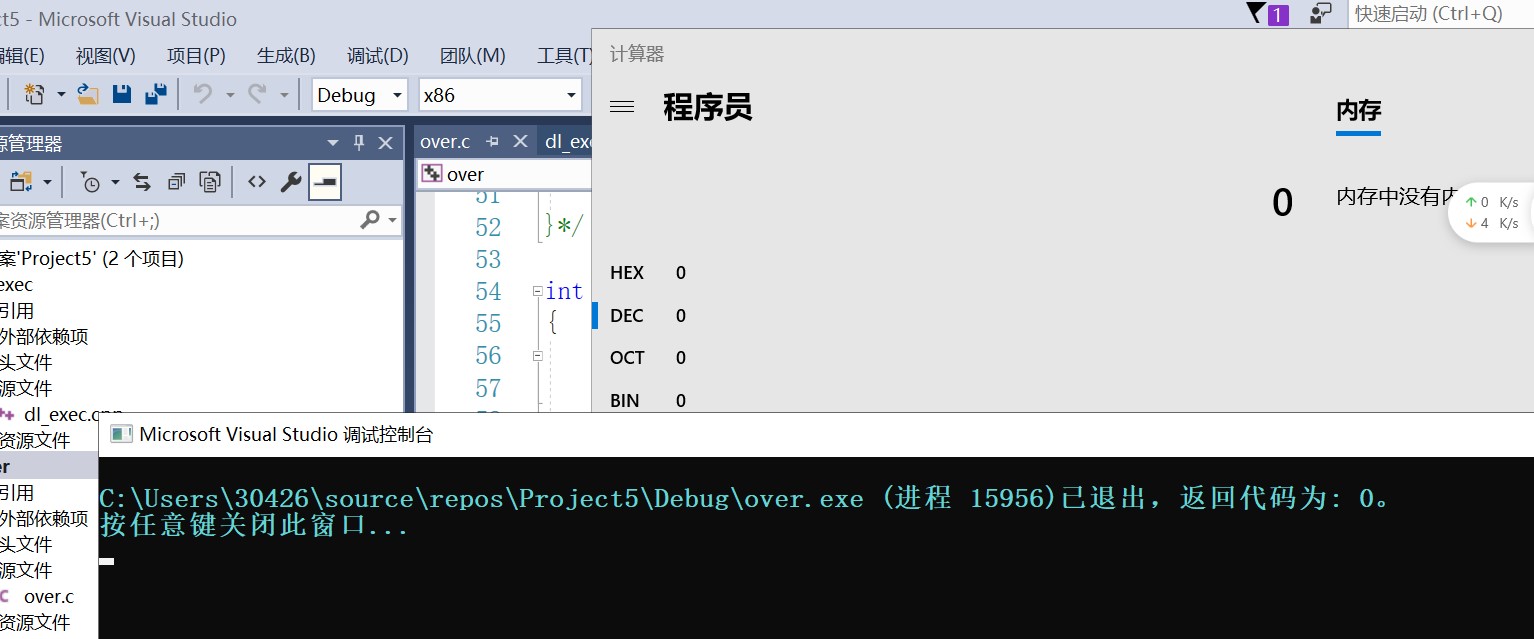 ct5 - Microsoft Visual Studio
1
快速启动 (Ctrl+Q)
编辑(E) 视图(V) 项目(P) 生成(B) 调试(D) 团队(M) 工具(T)
Debug
x86
源管理器
案资源管理器(Ctrl+;)
案'Project5' (2 个项目)
exec
引用
外部依赖项
头文件
源文件
dl_exec.cpp
资源文件
er
引用
外部依赖项
头文件
源文件
over.c
资源文件
over.c dl_exe
over
51
52 }*/
53
54 int
55 {
56
57
计算器
程序员
内存
0
内存中没有内
0 K/s
4 K/s
HEX 0
DEC 0
OCT 0
BIN 0
Microsoft Visual Studio 调试控制台
C:\Users\30426\source\repos\Project5\Debug\over.exe (进程 15956)已退出，返回代码为: 0。
按任意键关闭此窗口...